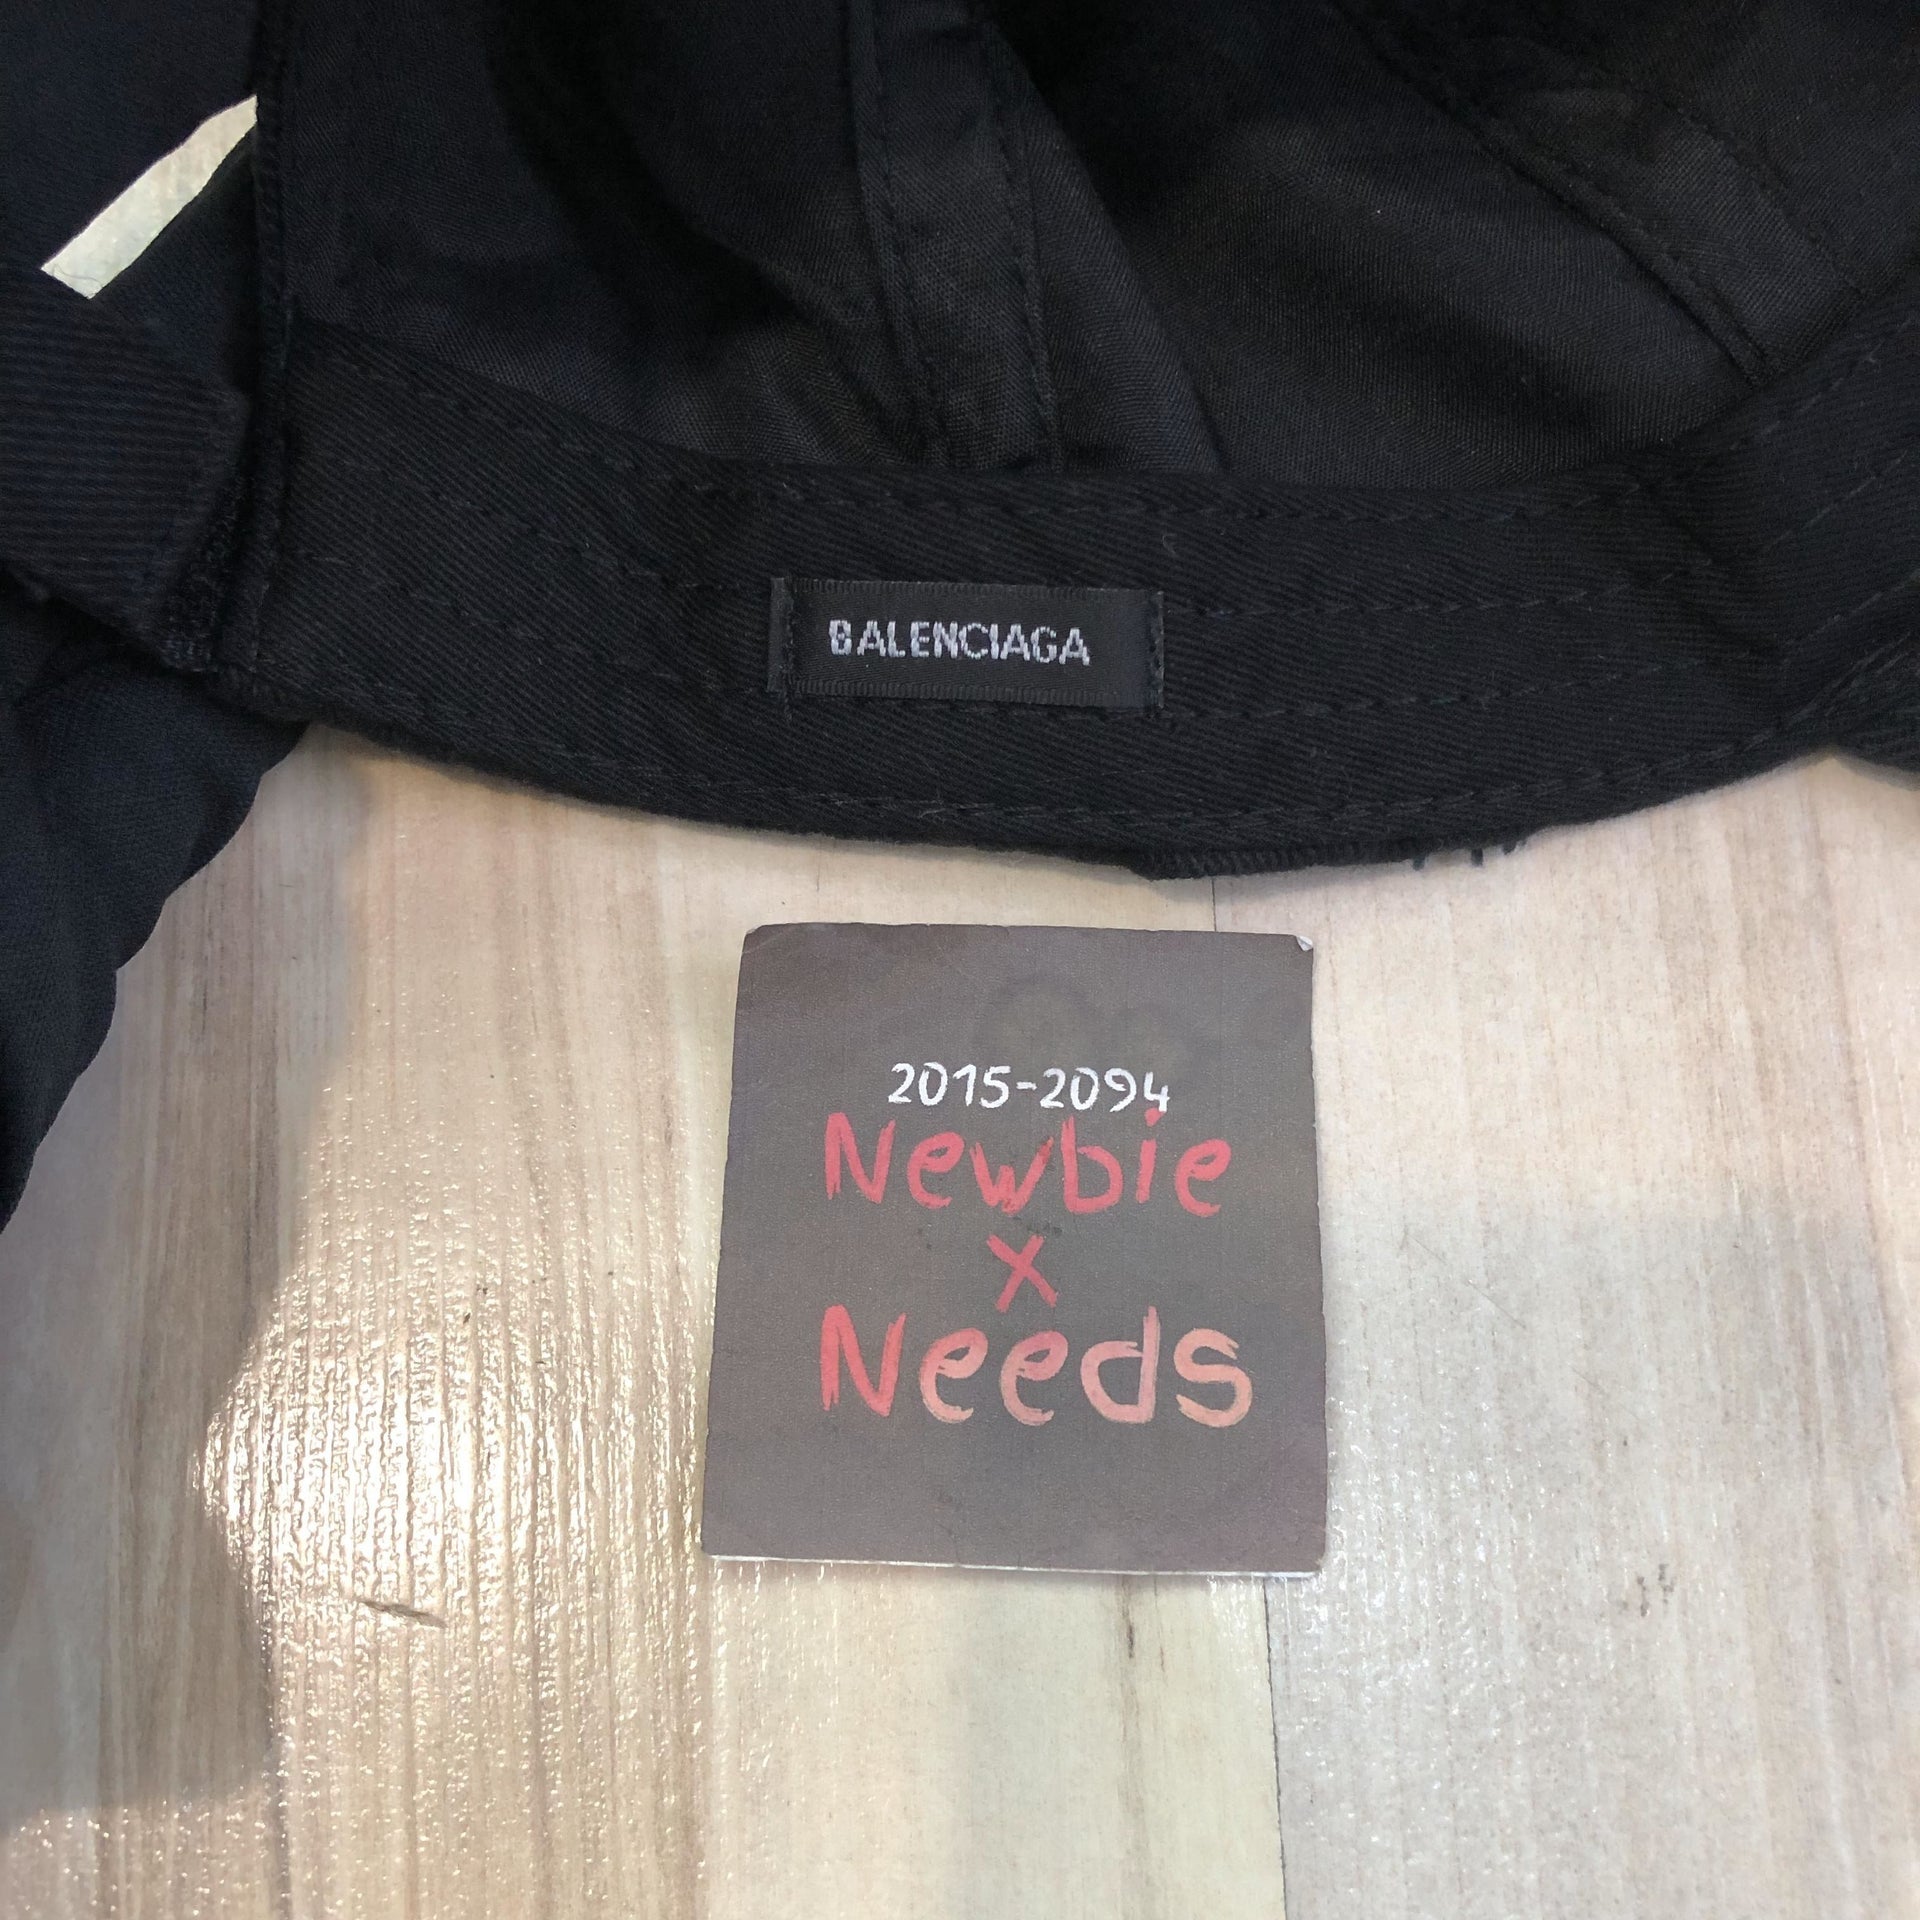 BALENCIAGA
2015-2094
Newbie
x
Needs